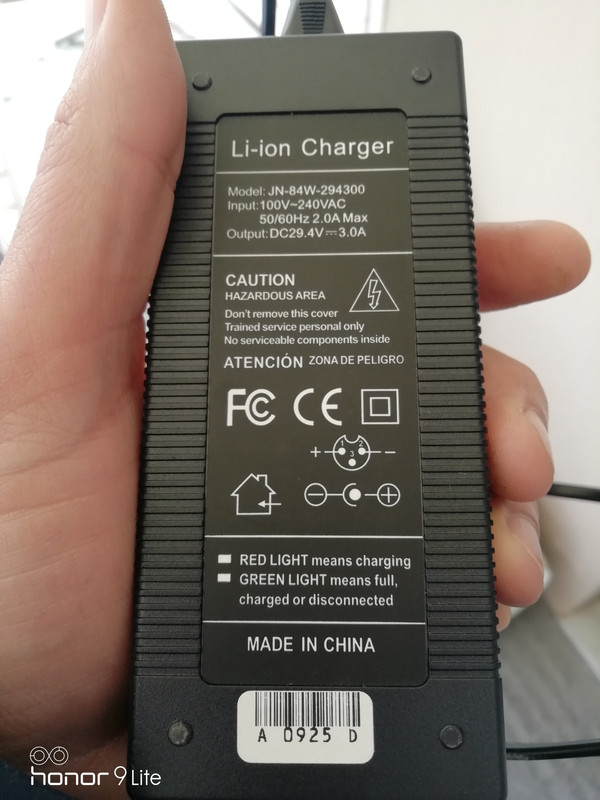 Li-ion Charger
Model: JN-84W-294300
Input:100V~240VAC
50/60Hz 2.0A Max
Output:DC29.4V⎓3.0A
CAUTION
HAZARDOUS AREA
Don't remove this cover
Trained service personal only
No serviceable components inside
ATENCIÓN ZONA DE PELIGRO
FC CE
+ 1 2 3 −
− +
RED LIGHT means charging
GREEN LIGHT means full,
charged or disconnected
MADE IN CHINA
A 0925 D
honor 9 Lite